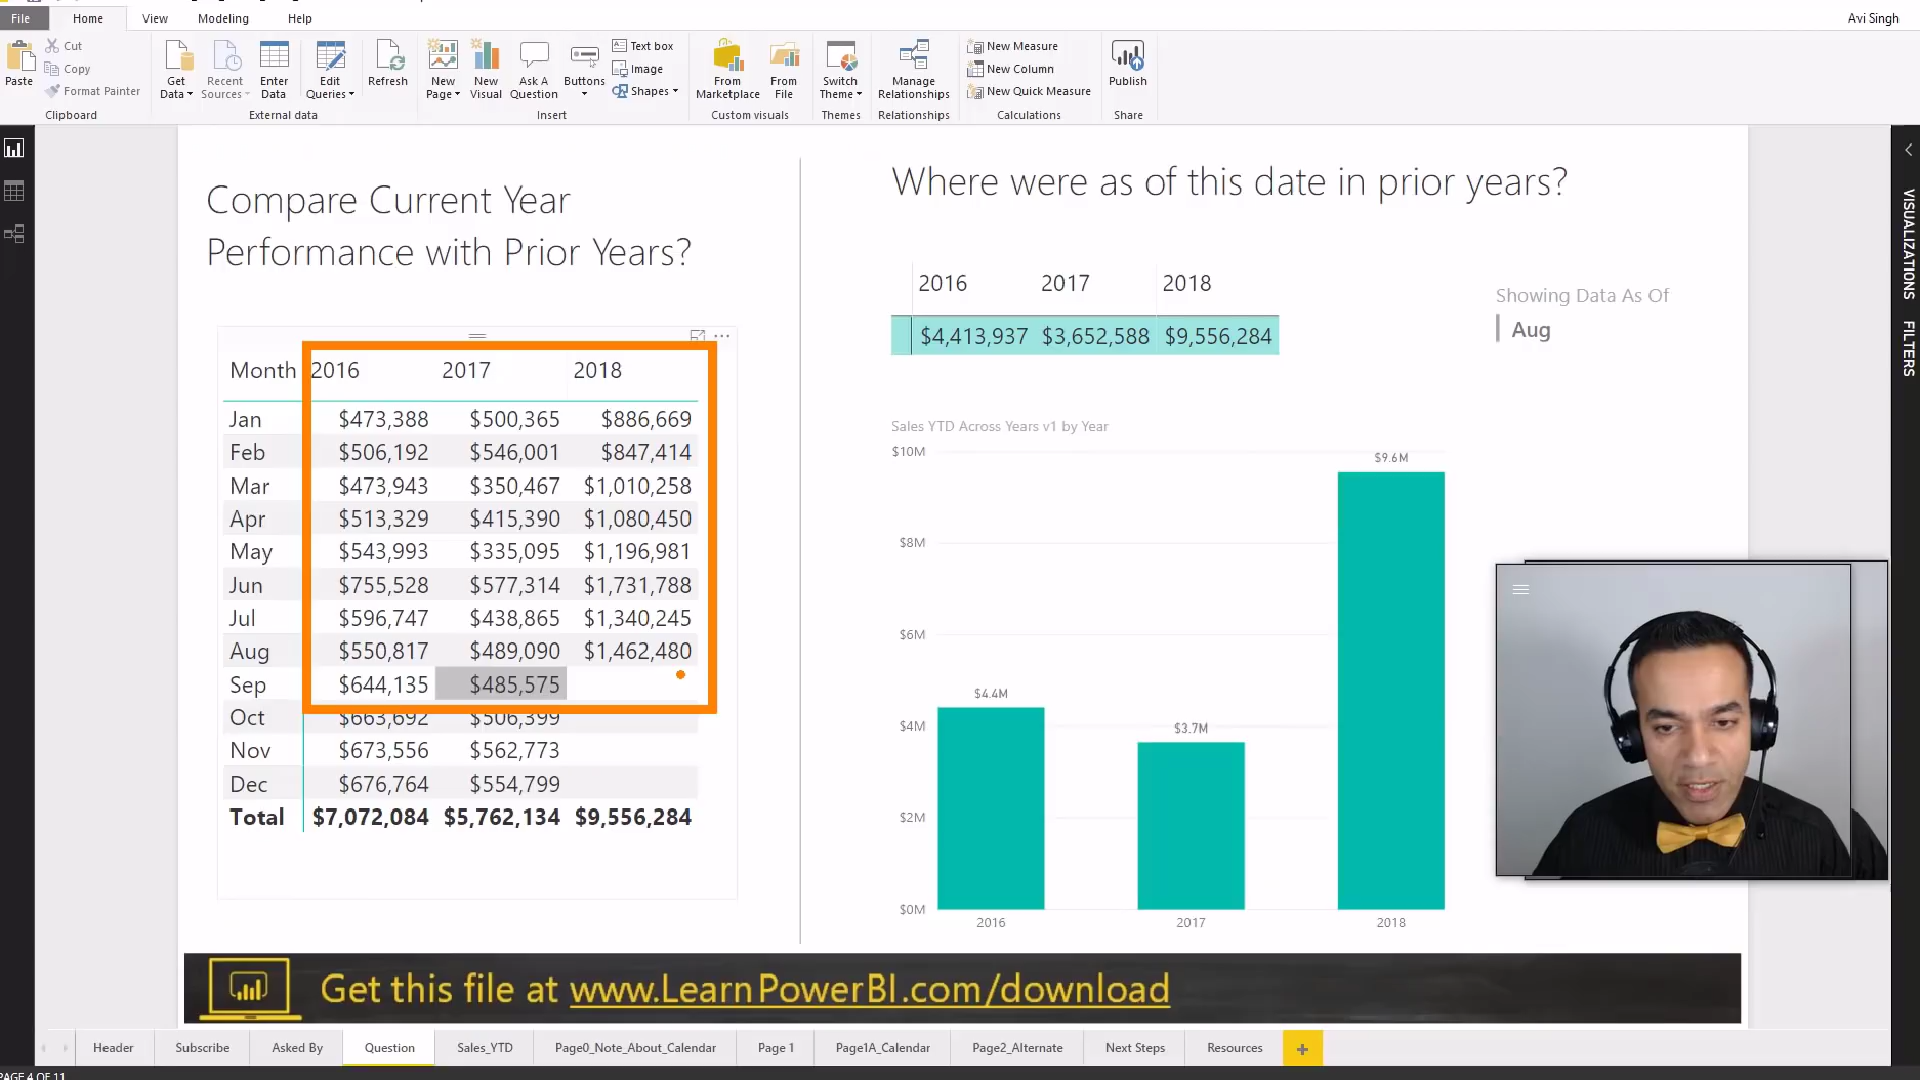 File Home View Modeling Help Avi Singh
Paste
Cut
Copy
Format Painter
Clipboard
Get Data
Recent Sources
Enter Data
Edit Queries
External data
Refresh
New Page
New Visual
Ask A Question
Buttons
Text box
Image
Shapes
Insert
From Marketplace
From File
Custom visuals
Switch Theme
Themes
Manage Relationships
Relationships
New Measure
New Column
New Quick Measure
Calculations
Publish
Share
VISUALIZATIONS
FILTERS
Compare Current Year
Performance with Prior Years?
Month 2016 2017 2018
Jan $473,388 $500,365 $886,669
Feb $506,192 $546,001 $847,414
Mar $473,943 $350,467 $1,010,258
Apr $513,329 $415,390 $1,080,450
May $543,993 $335,095 $1,196,981
Jun $755,528 $577,314 $1,731,788
Jul $596,747 $438,865 $1,340,245
Aug $550,817 $489,090 $1,462,480
Sep $644,135 $485,575
Oct $663,692 $506,399
Nov $673,556 $562,773
Dec $676,764 $554,799
Total $7,072,084 $5,762,134 $9,556,284
Where were as of this date in prior years?
2016 2017 2018
$4,413,937 $3,652,588 $9,556,284
Showing Data As Of
Aug
Sales YTD Across Years v1 by Year
$10M
$8M
$6M
$4M
$2M
$0M
$4.4M
$3.7M
$9.6M
2016 2017 2018
Get this file at www.LearnPowerBI.com/download
Header Subscribe Asked By Question Sales_YTD Page0_Note_About_Calendar Page 1 Page1A_Calendar Page2_Alternate Next Steps Resources
PAGE 4 OF 11